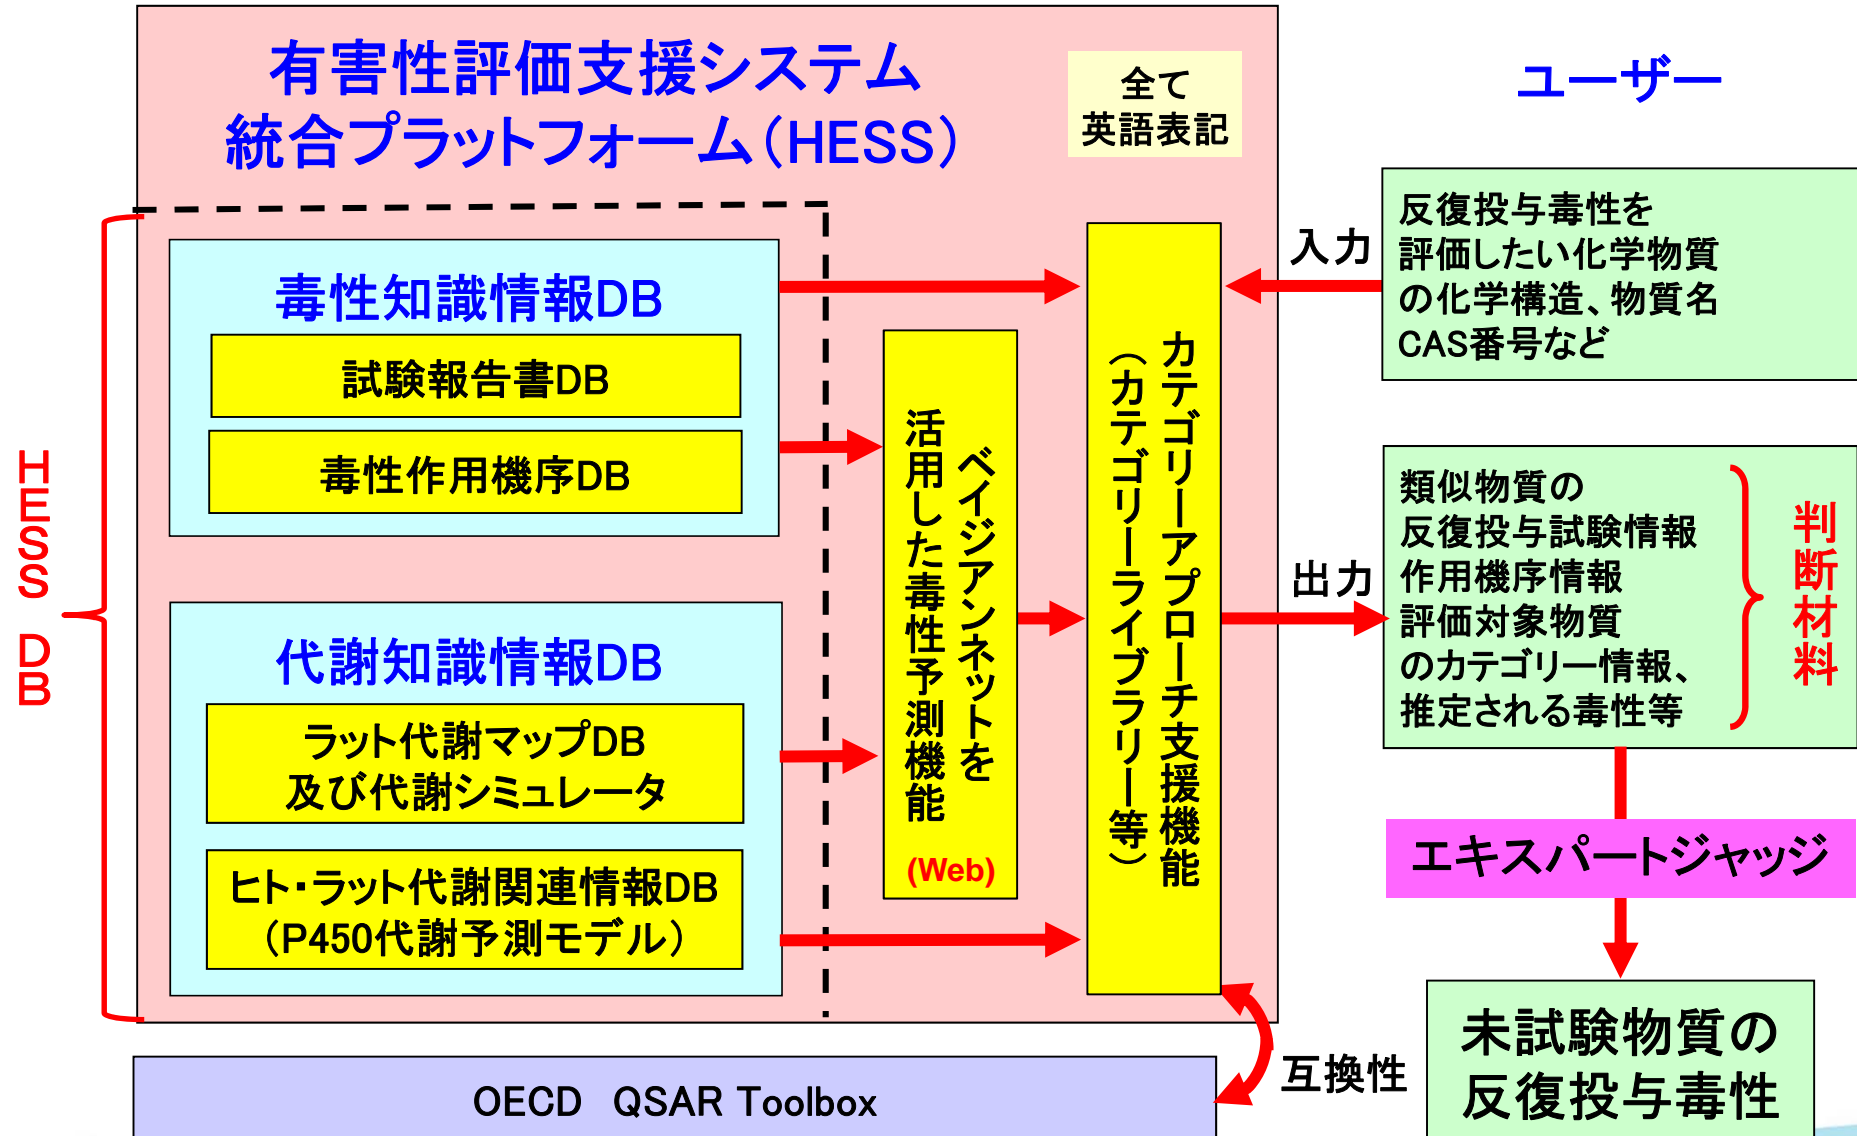 有害性評価支援システム
統合プラットフォーム（HESS）
全て
英語表記
ユーザー
HESS DB
毒性知識情報DB
試験報告書DB
毒性作用機序DB
代謝知識情報DB
ラット代謝マップDB
及び代謝シミュレータ
ヒト・ラット代謝関連情報DB
（P450代謝予測モデル）
ベイジアンネットを
活用した毒性予測機能
(Web)
カテゴリーアプローチ支援機能
（カテゴリーライブラリー等）
入力
反復投与毒性を
評価したい化学物質
の化学構造、物質名
CAS番号など
出力
類似物質の
反復投与試験情報
作用機序情報
評価対象物質
のカテゴリー情報、
推定される毒性等
判断材料
エキスパートジャッジ
未試験物質の
反復投与毒性
互換性
OECD QSAR Toolbox